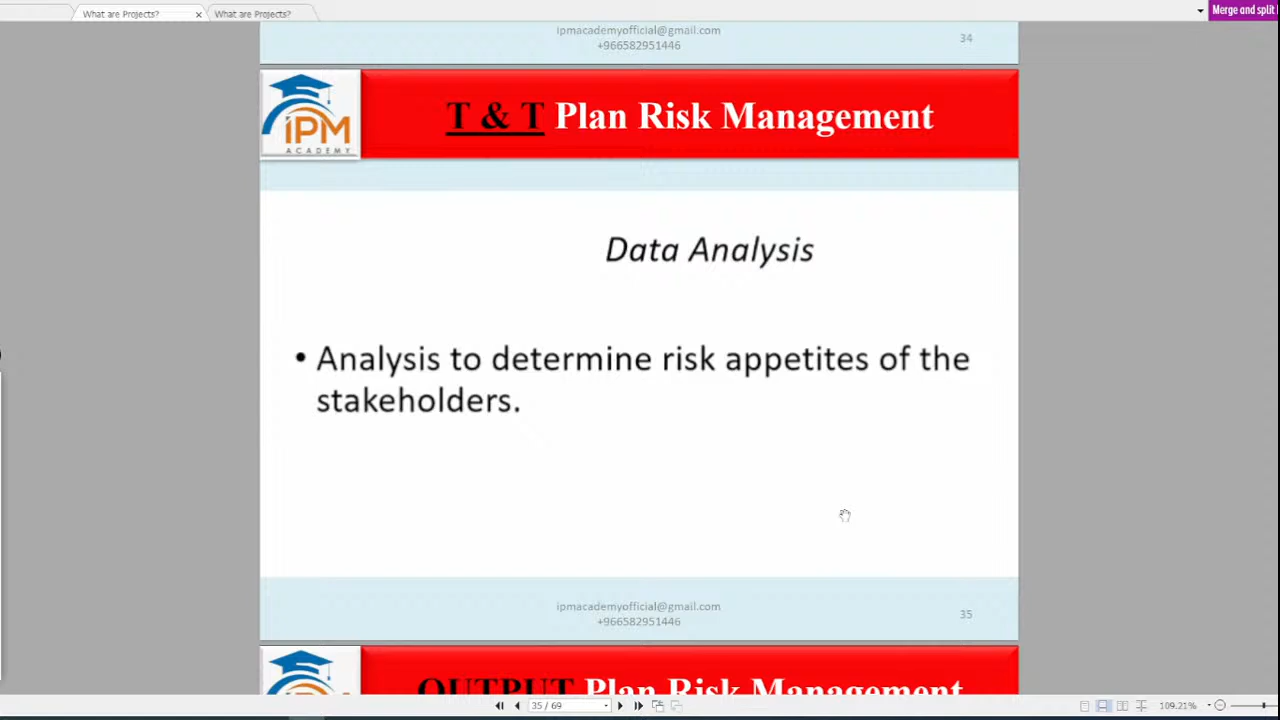 What are Projects?
What are Projects?
Merge and split
ipmacademyofficial@gmail.com
+966582951446
34
iPM
ACADEMY
T & T Plan Risk Management
Data Analysis
• Analysis to determine risk appetites of the
stakeholders.
ipmacademyofficial@gmail.com
+966582951446
35
OUTPUT Plan Risk Management
35 / 69
109.21%